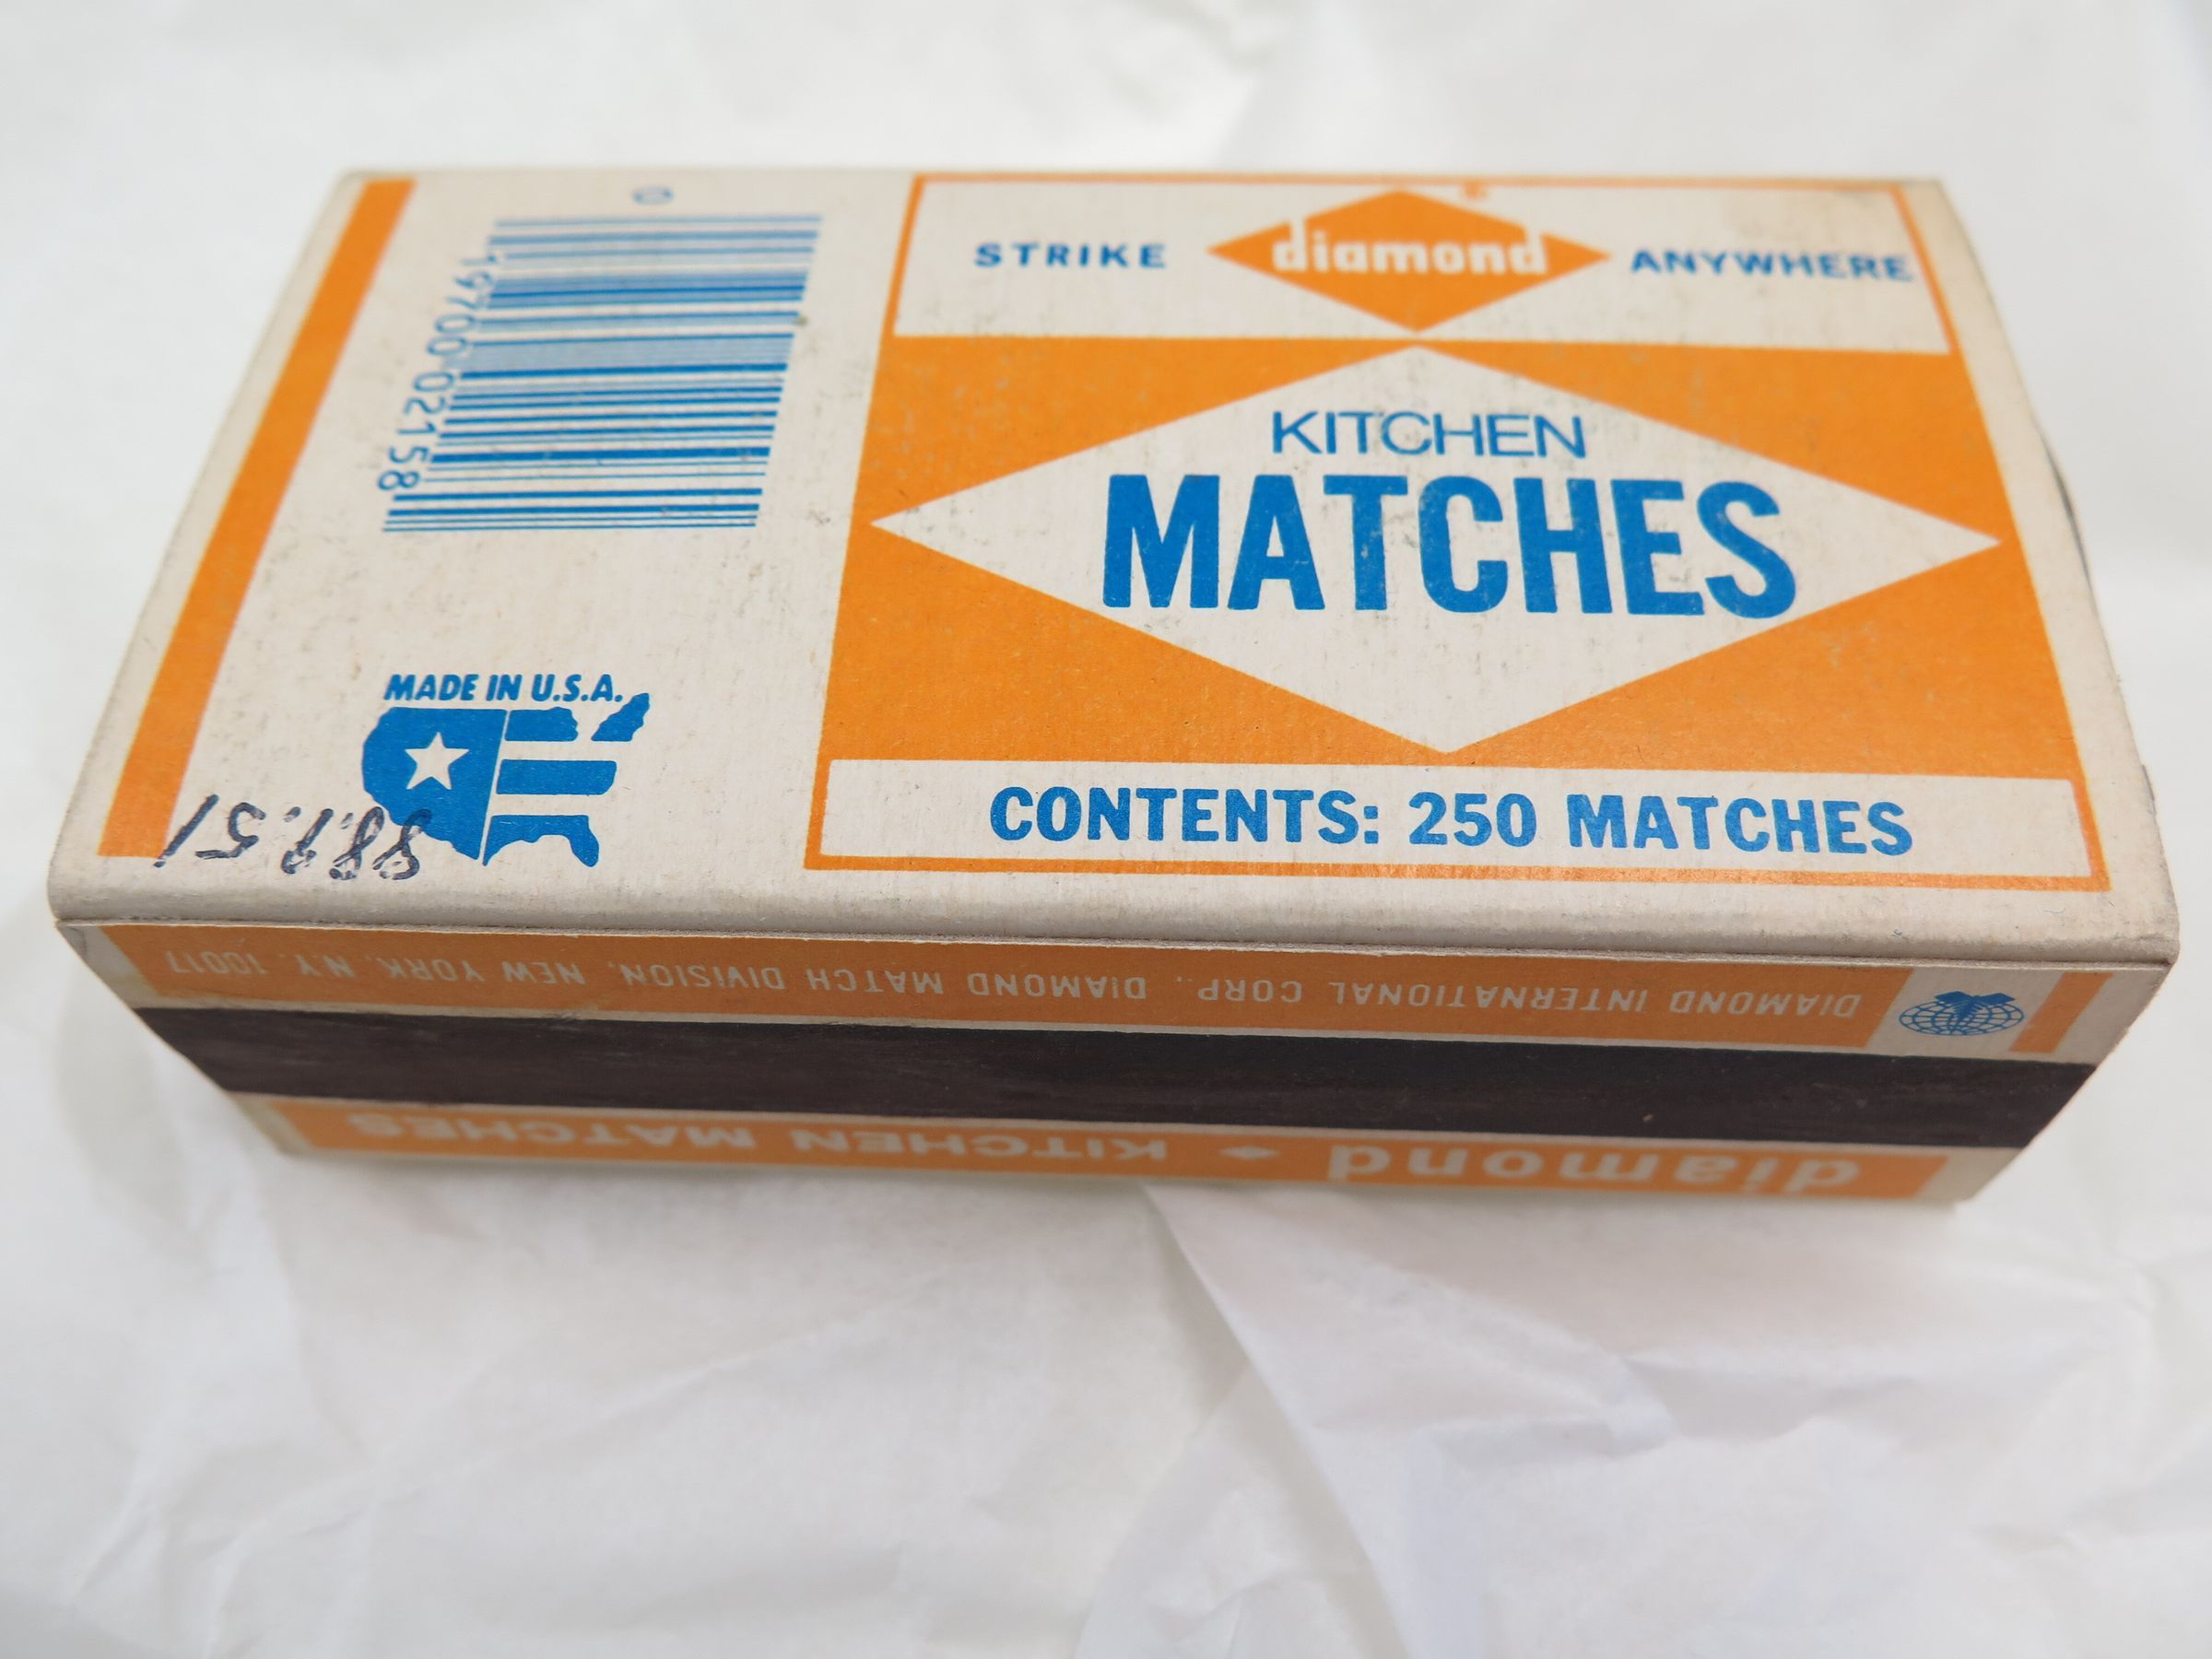 STRIKE diamond ANYWHERE
KITCHEN
MATCHES
CONTENTS: 250 MATCHES
0
19700 02158
MADE IN U.S.A.
DIAMOND INTERNATIONAL CORP., DIAMOND MATCH DIVISION, NEW YORK, N.Y. 10017
diamond KITCHEN MATCHES